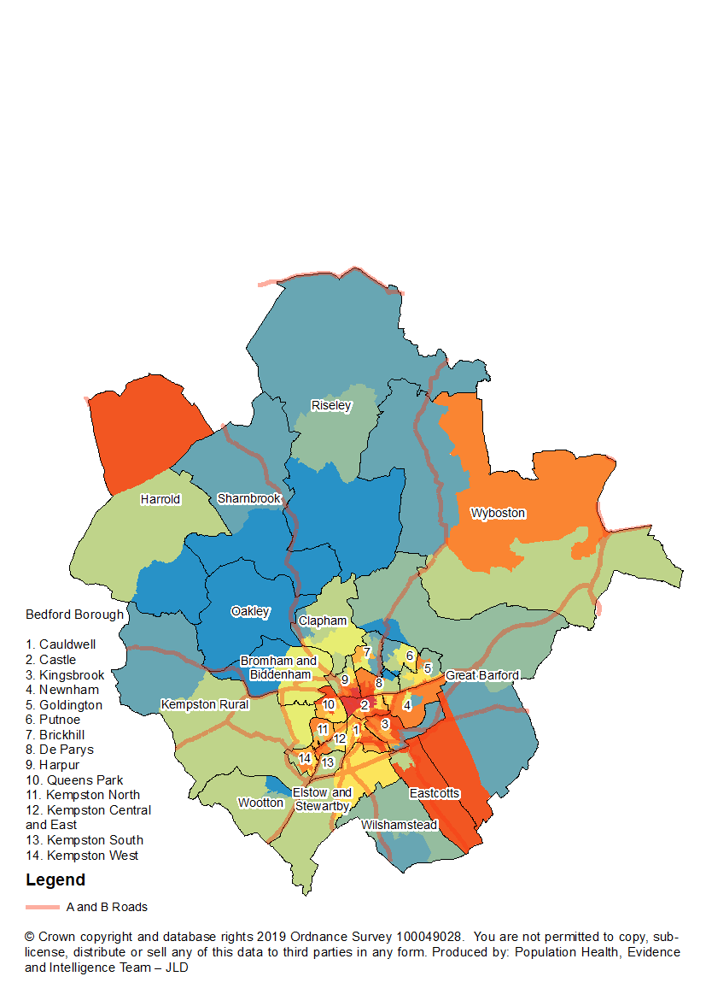 Riseley
Harrold
Sharnbrook
Wyboston
Oakley
Clapham
Bromham and
Biddenham
Great Barford
Kempston Rural
Wootton
Elstow and
Stewartby
Eastcotts
Wilshamstead
7
6
5
9
8
10
2
4
11
12
1
3
14
13
Bedford Borough
1. Cauldwell
2. Castle
3. Kingsbrook
4. Newnham
5. Goldington
6. Putnoe
7. Brickhill
8. De Parys
9. Harpur
10. Queens Park
11. Kempston North
12. Kempston Central
and East
13. Kempston South
14. Kempston West
Legend
A and B Roads
© Crown copyright and database rights 2019 Ordnance Survey 100049028.  You are not permitted to copy, sub-
license, distribute or sell any of this data to third parties in any form. Produced by: Population Health, Evidence
and Intelligence Team – JLD